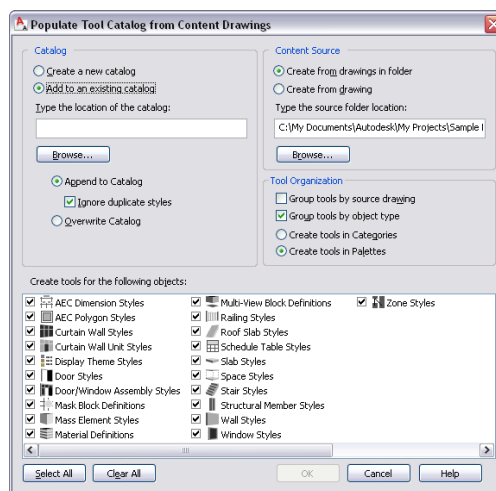 Populate Tool Catalog from Content Drawings
Catalog
Create a new catalog
Add to an existing catalog
Type the location of the catalog:
Browse...
Append to Catalog
Ignore duplicate styles
Overwrite Catalog
Content Source
Create from drawings in folder
Create from drawing
Type the source folder location:
C:\My Documents\Autodesk\My Projects\Sample
Browse...
Tool Organization
Group tools by source drawing
Group tools by object type
Create tools in Categories
Create tools in Palettes
Create tools for the following objects:
AEC Dimension Styles
AEC Polygon Styles
Curtain Wall Styles
Curtain Wall Unit Styles
Display Theme Styles
Door Styles
Door/Window Assembly Styles
Mask Block Definitions
Mass Element Styles
Material Definitions
Multi-View Block Definitions
Railing Styles
Roof Slab Styles
Schedule Table Styles
Slab Styles
Space Styles
Stair Styles
Structural Member Styles
Wall Styles
Window Styles
Zone Styles
Select All
Clear All
OK
Cancel
Help